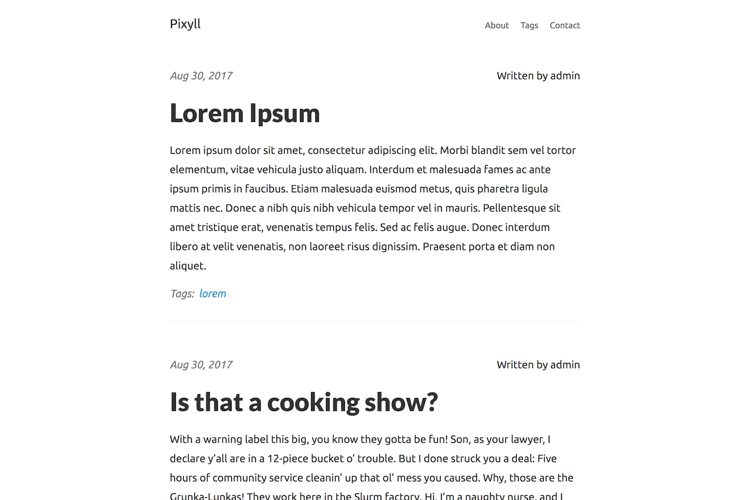 Pixyll
About Tags Contact
Aug 30, 2017 Written by admin
Lorem Ipsum
Lorem ipsum dolor sit amet, consectetur adipiscing elit. Morbi blandit sem vel tortor
elementum, vitae vehicula justo aliquam. Interdum et malesuada fames ac ante
ipsum primis in faucibus. Etiam malesuada euismod metus, quis pharetra ligula
mattis nec. Donec a nibh quis nibh vehicula tempor vel in mauris. Pellentesque sit
amet tristique erat, venenatis tempus felis. Sed ac felis augue. Donec interdum
libero at velit venenatis, non laoreet risus dignissim. Praesent porta et diam non
aliquet.
Tags: lorem
Aug 30, 2017 Written by admin
Is that a cooking show?
With a warning label this big, you know they gotta be fun! Son, as your lawyer, I
declare y’all are in a 12-piece bucket o’ trouble. But I done struck you a deal: Five
hours of community service cleanin’ up that ol’ mess you caused. Why, those are the
Grunka-Lunkas! They work here in the Slurm factory. Hi, I’m a naughty nurse, and I